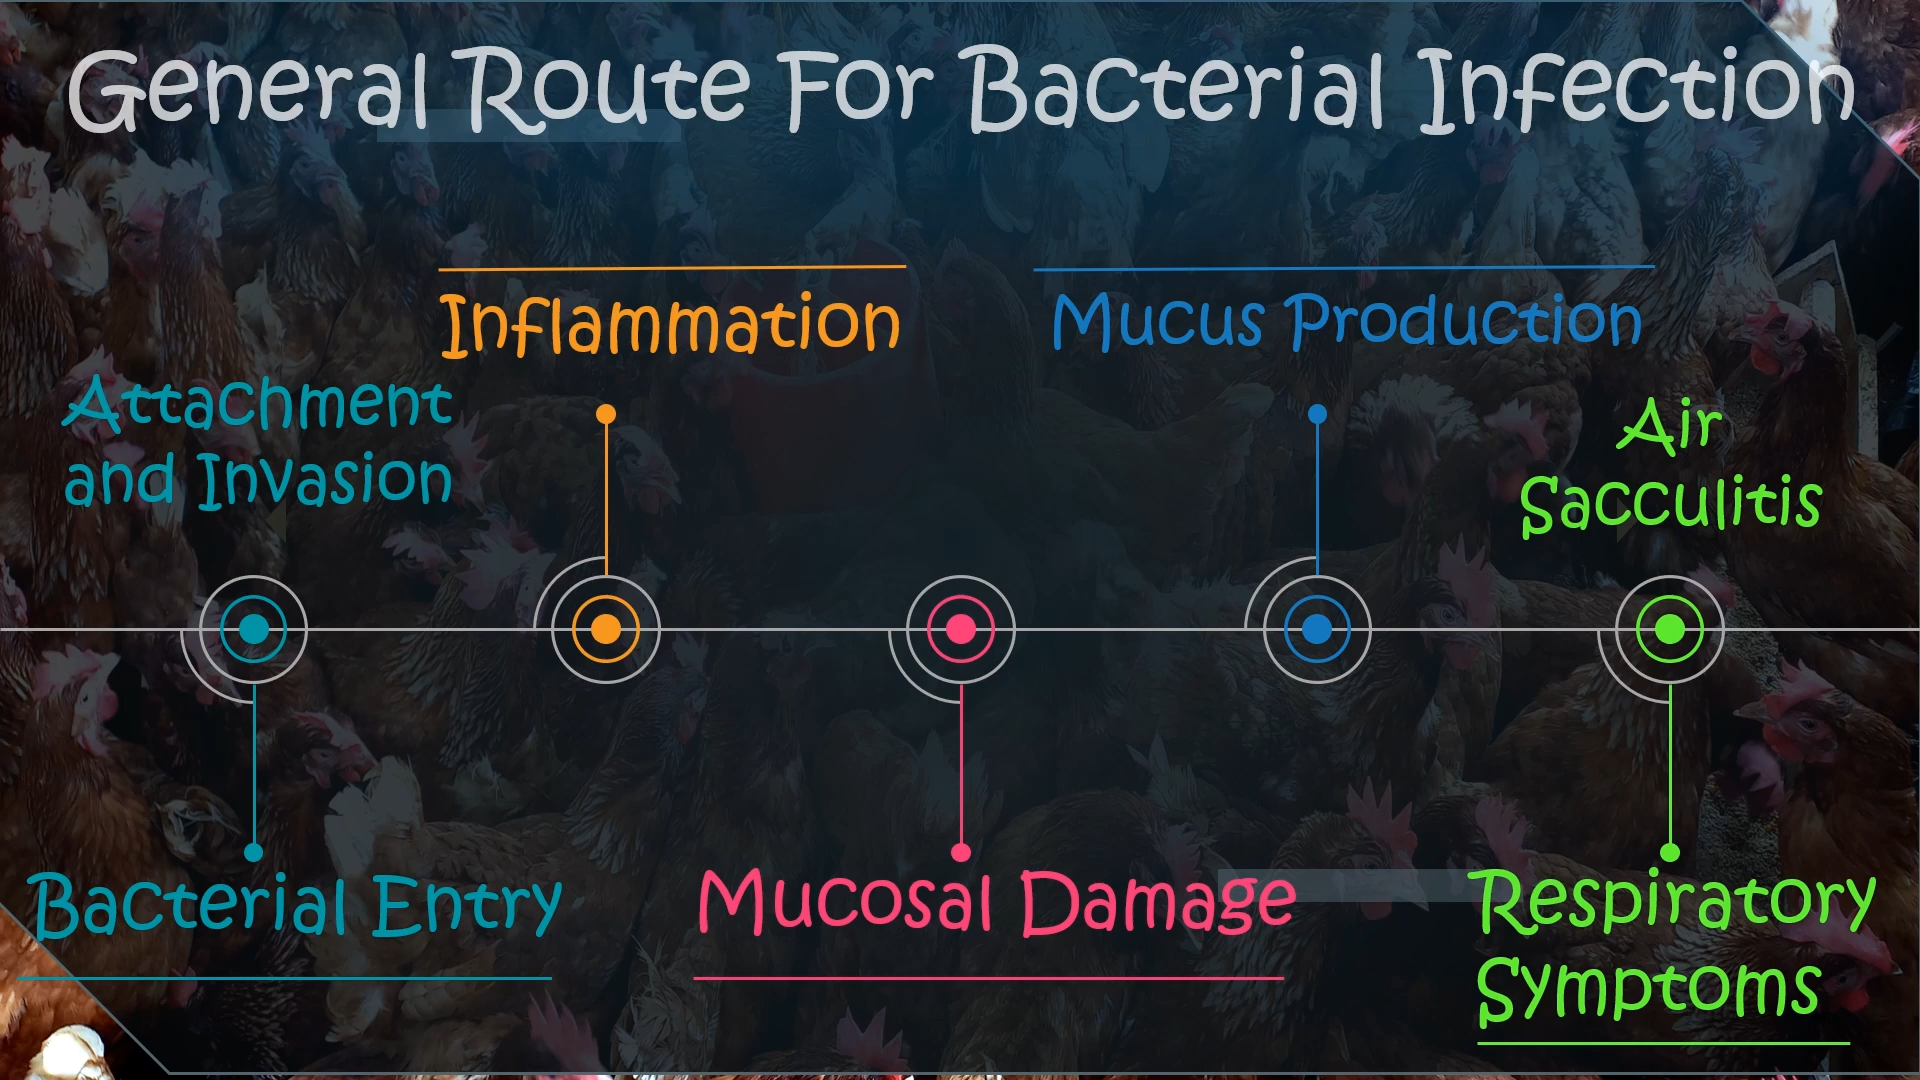 General Route For Bacterial Infection
Attachment
and Invasion
Bacterial Entry
Inflammation
Mucosal Damage
Mucus Production
Air
Sacculitis
Respiratory
Symptoms